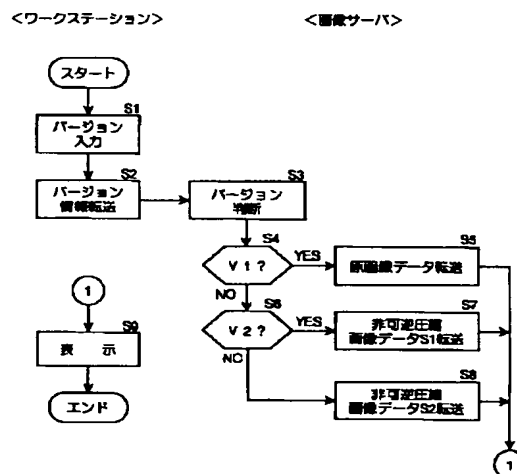 ＜ワークステーション＞
＜画像サーバ＞
スタート
S1
バージョン
入力
S2
バージョン
情報転送
S3
バージョン
判断
S4
V1？
YES
NO
S5
原画像データ転送
S6
V2？
YES
NO
S7
非可逆圧縮
画像データS1転送
S8
非可逆圧縮
画像データS2転送
1
1
S9
表　示
エンド